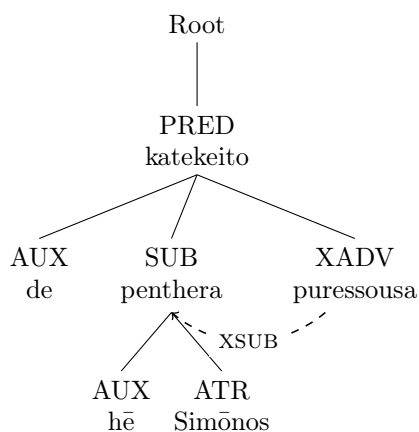 Root
PRED
katekeito
AUX SUB XADV
de penthera puressousa
XSUB
AUX ATR
hē Simōnos